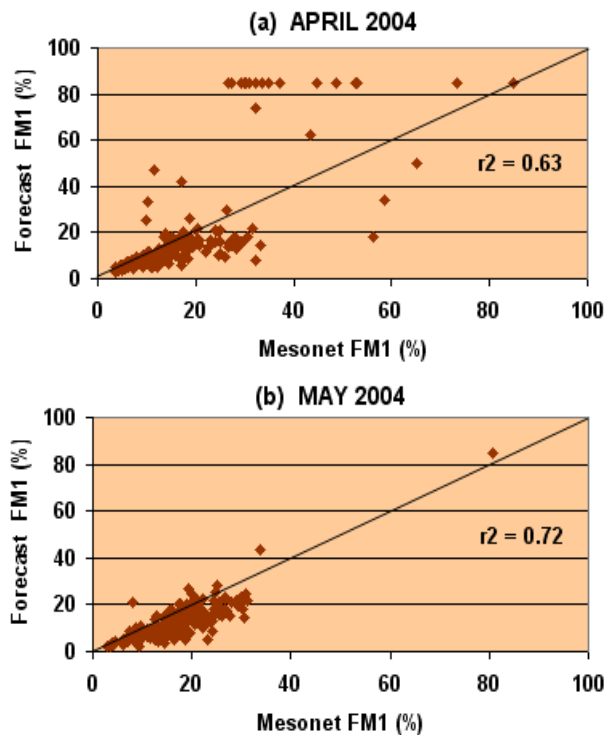 (a) APRIL 2004
Forecast FM1 (%)
100
80
60
40
20
0
r2 = 0.63
0 20 40 60 80 100
Mesonet FM1 (%)
(b) MAY 2004
Forecast FM1 (%)
100
80
60
40
20
0
r2 = 0.72
0 20 40 60 80 100
Mesonet FM1 (%)